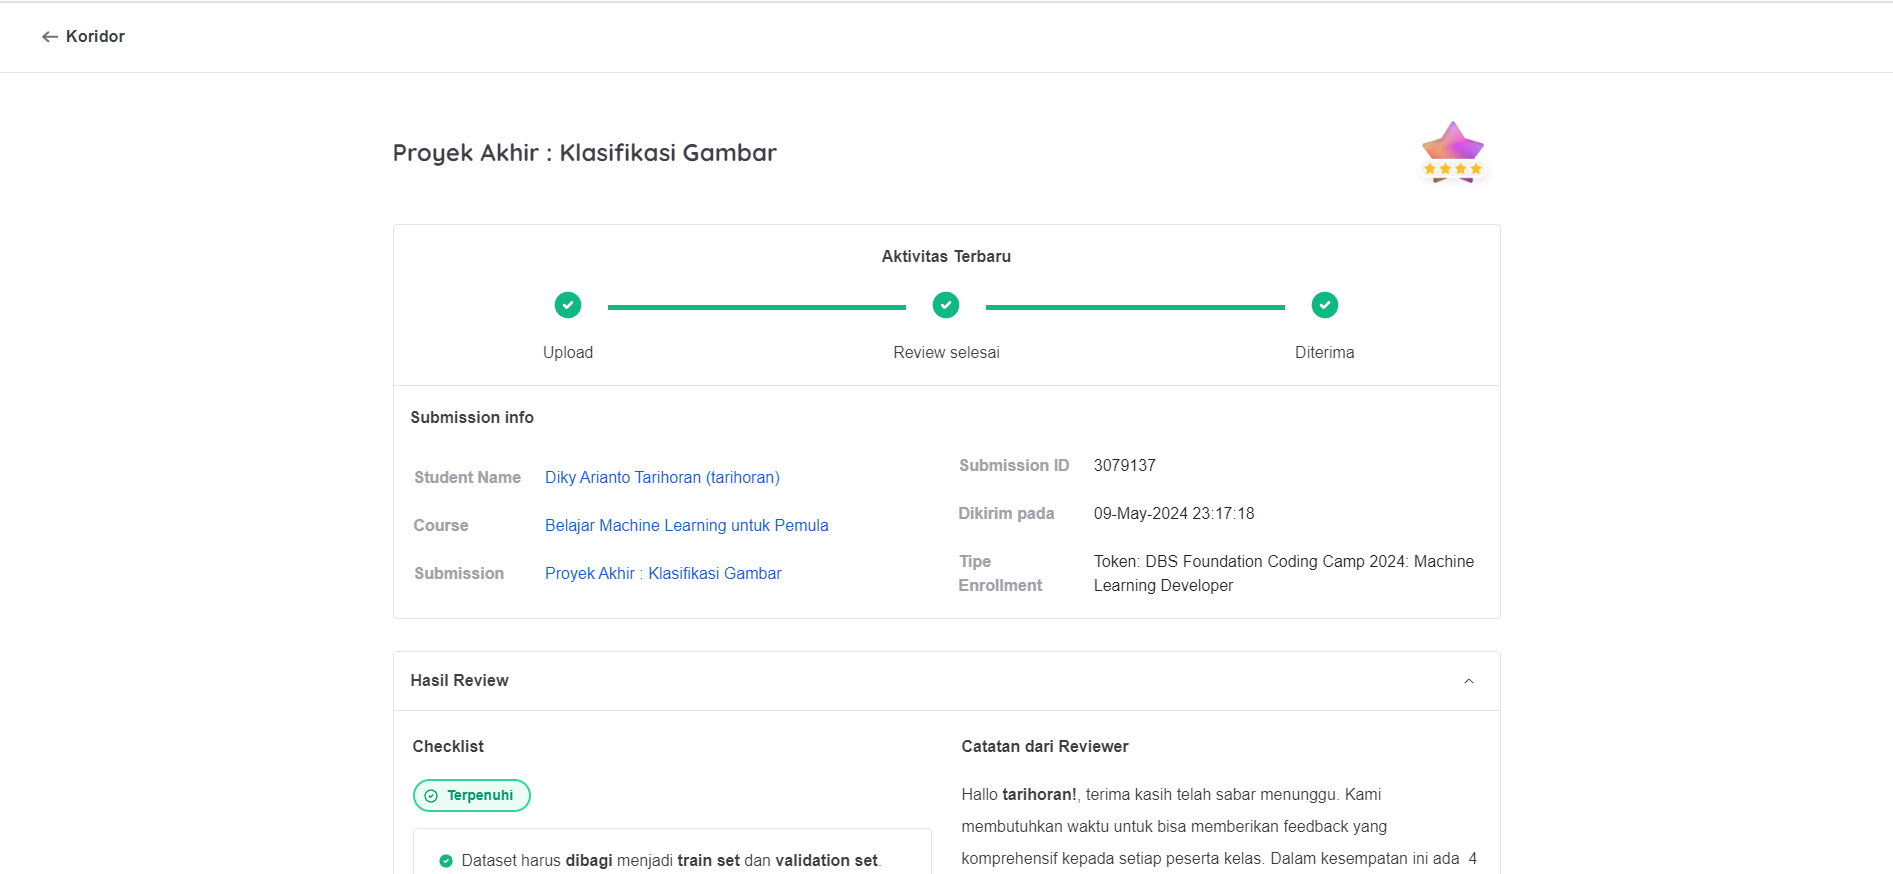 Koridor
Proyek Akhir : Klasifikasi Gambar
Aktivitas Terbaru
Upload
Review selesai
Diterima
Submission info
Student Name Diky Arianto Tarihoran (tarihoran)
Course Belajar Machine Learning untuk Pemula
Submission Proyek Akhir : Klasifikasi Gambar
Submission ID 3079137
Dikirim pada 09-May-2024 23:17:18
Tipe Enrollment Token: DBS Foundation Coding Camp 2024: Machine
Learning Developer
Hasil Review
Checklist
Terpenuhi
Dataset harus dibagi menjadi train set dan validation set.
Catatan dari Reviewer
Hallo tarihoran!, terima kasih telah sabar menunggu. Kami
membutuhkan waktu untuk bisa memberikan feedback yang
komprehensif kepada setiap peserta kelas. Dalam kesempatan ini ada 4